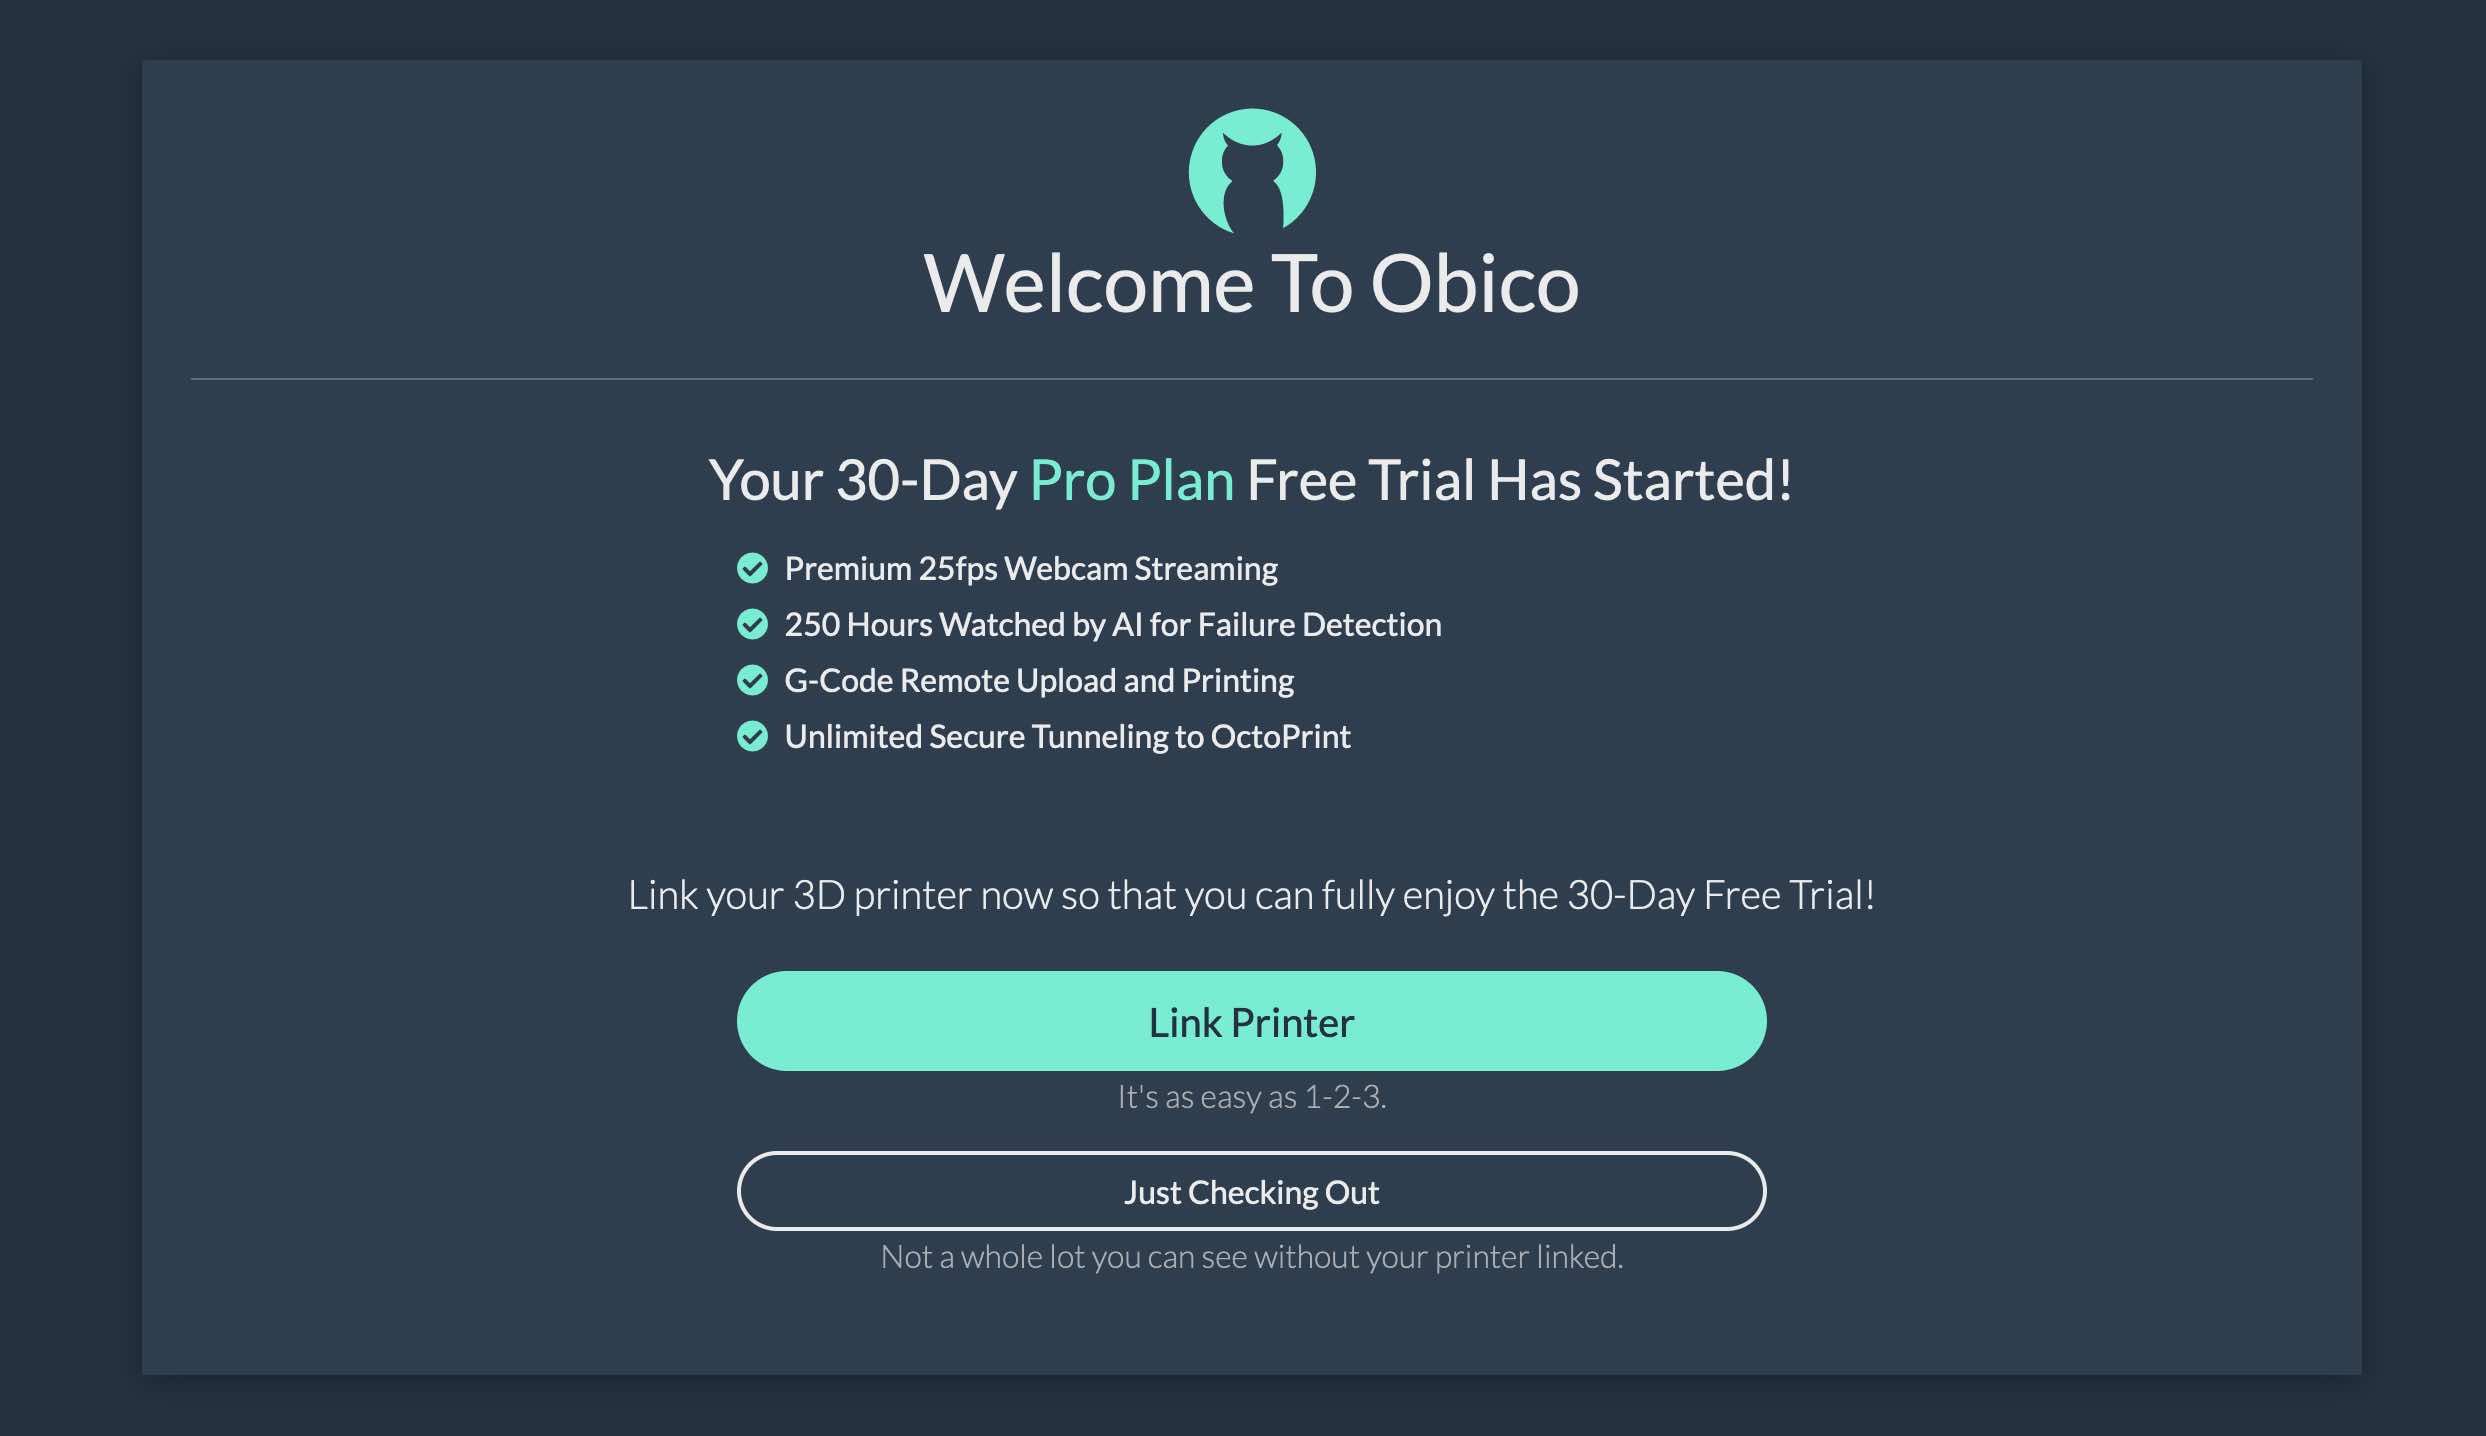 Welcome To Obico
Your 30-Day Pro Plan Free Trial Has Started!
Premium 25fps Webcam Streaming
250 Hours Watched by AI for Failure Detection
G-Code Remote Upload and Printing
Unlimited Secure Tunneling to OctoPrint
Link your 3D printer now so that you can fully enjoy the 30-Day Free Trial!
Link Printer
It's as easy as 1-2-3.
Just Checking Out
Not a whole lot you can see without your printer linked.